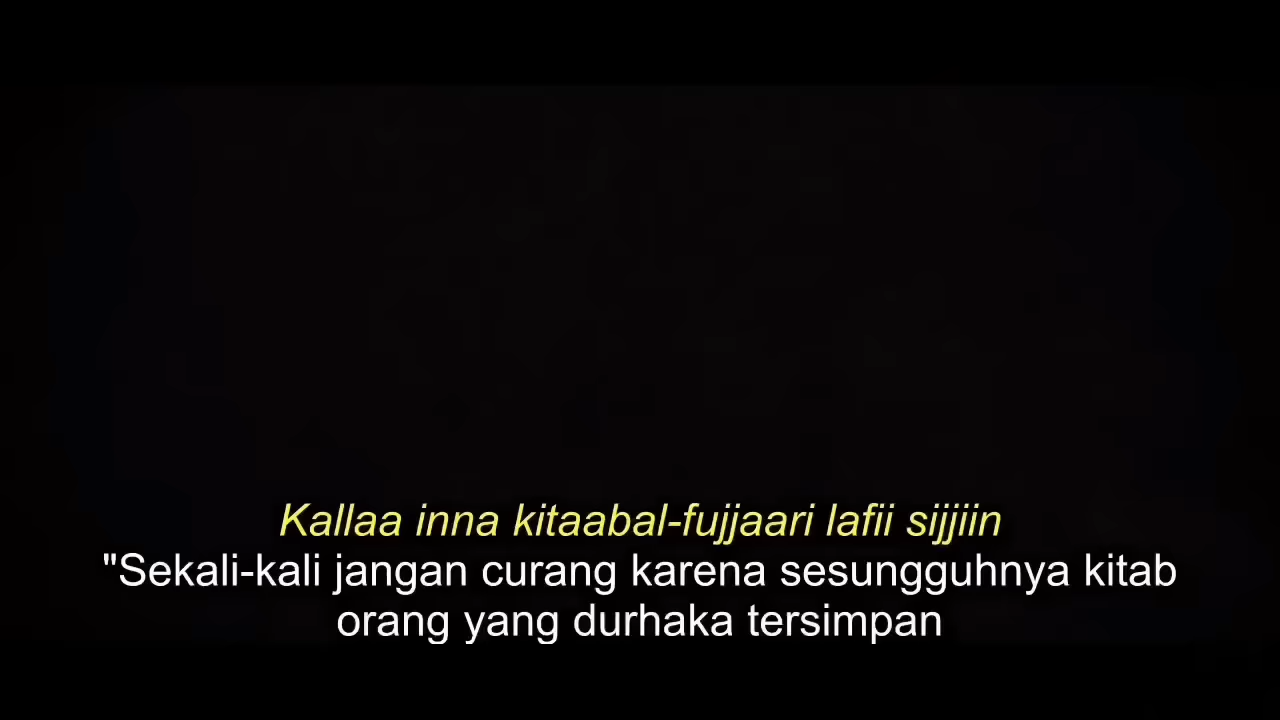 Kallaa inna kitaabal-fujjaari lafii sijjiin
"Sekali-kali jangan curang karena sesungguhnya kitab
orang yang durhaka tersimpan